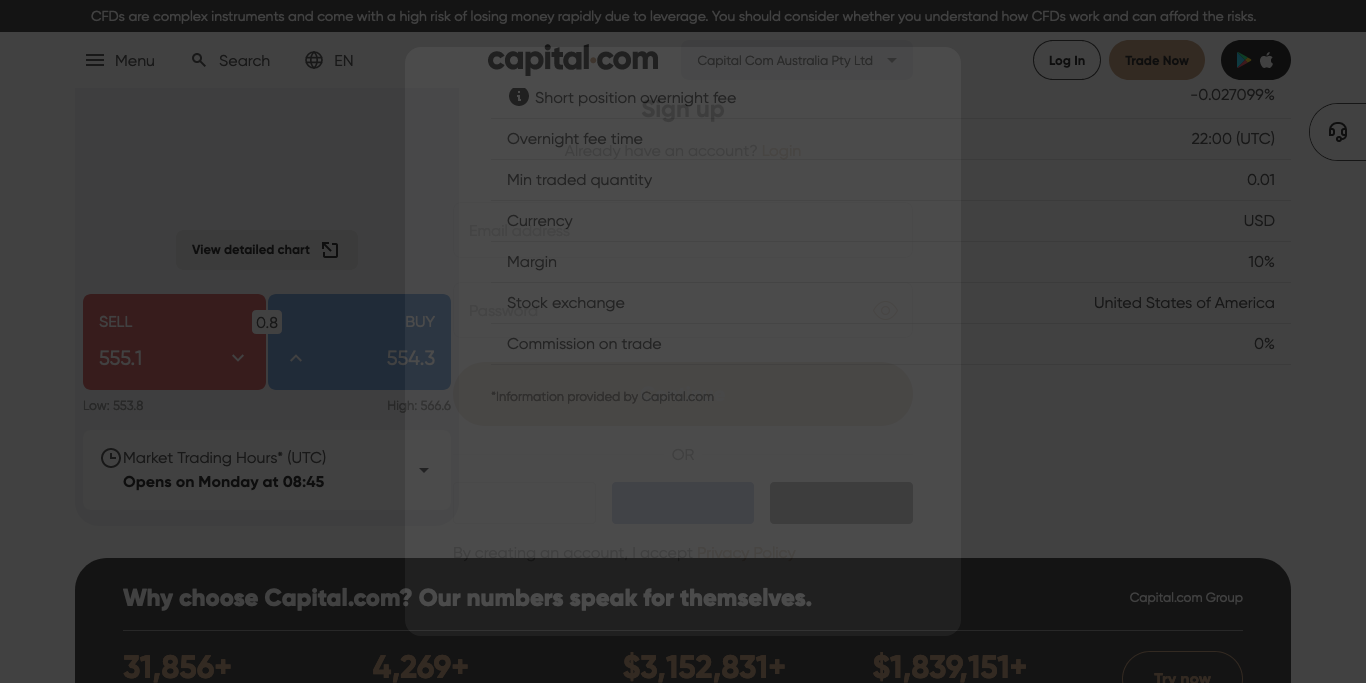 CFDs are complex instruments and come with a high risk of losing money rapidly due to leverage. You should consider whether you understand how CFDs work and can afford the risks.
Menu
Search
EN
capital.com
Capital Com Australia Pty Ltd
Log In
Trade Now
Short position overnight fee
-0.027099%
Sign up
Overnight fee time
22:00 (UTC)
Already have an account? Login
Min traded quantity
0.01
Currency
USD
Email address
View detailed chart
Margin
10%
Stock exchange
United States of America
Password
SELL
0.8
BUY
Commission on trade
0%
555.1
554.3
Low: 553.8
High: 566.6
*Information provided by Capital.com
Market Trading Hours* (UTC)
Opens on Monday at 08:45
OR
By creating an account, I accept Privacy Policy
Why choose Capital.com? Our numbers speak for themselves.
Capital.com Group
31,856+
4,269+
$3,152,831+
$1,839,151+
Try now